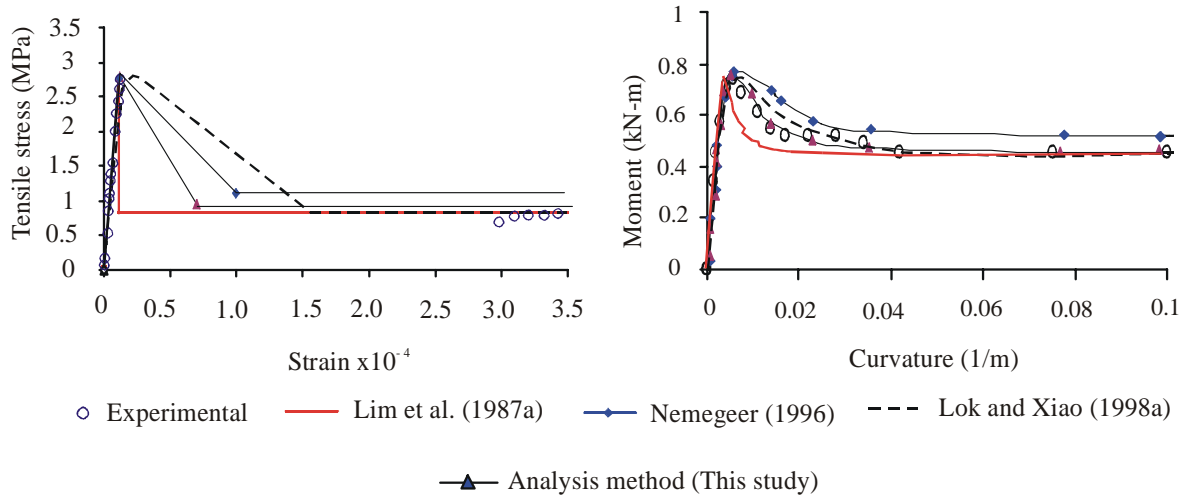 3.5
3
2.5
2
1.5
1
0.5
0
Tensile stress (MPa)
0 0.5 1.0 1.5 2.0 2.5 3.0 3.5
Strain x10⁻⁴
1
0.8
0.6
0.4
0.2
0
Moment (kN-m)
0 0.02 0.04 0.06 0.08 0.1
Curvature (1/m)
Experimental
Lim et al. (1987a)
Nemegeer (1996)
Lok and Xiao (1998a)
Analysis method (This study)